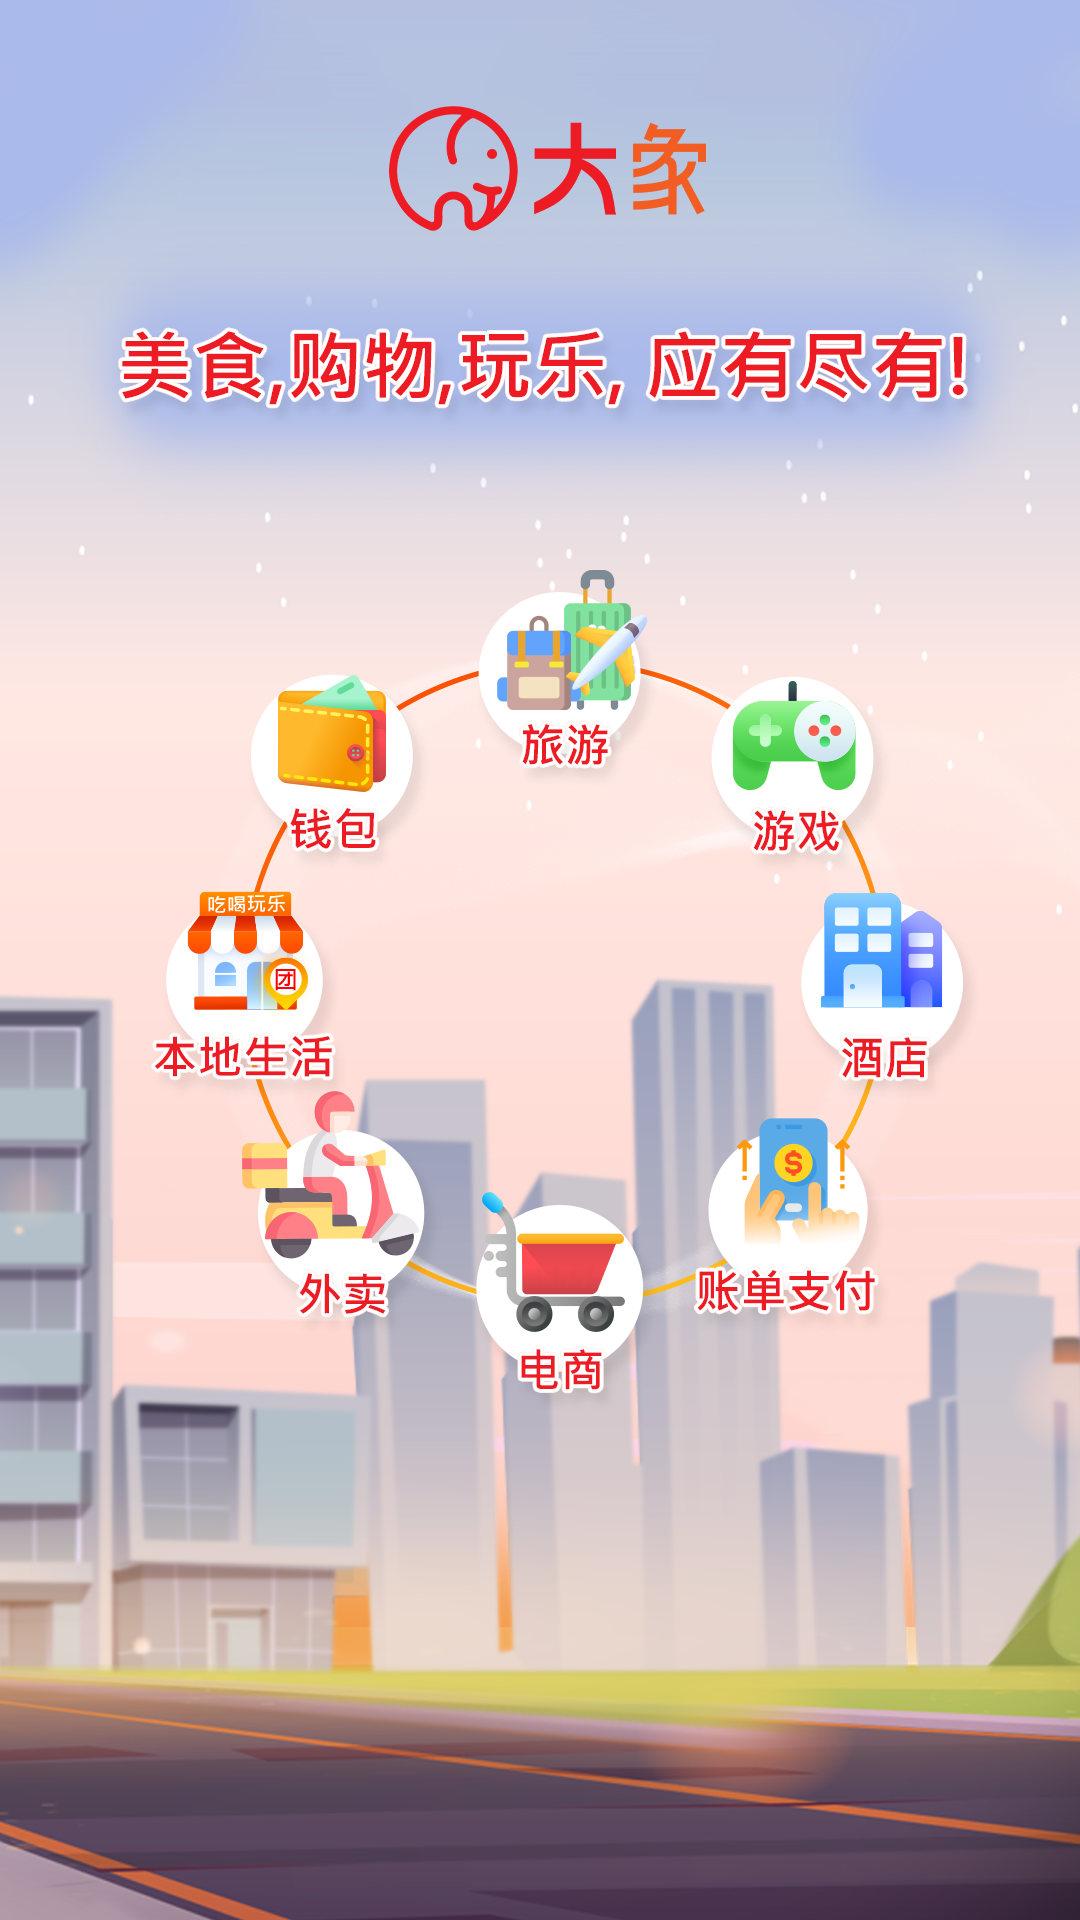 大象
美食,购物,玩乐, 应有尽有!
旅游
钱包
游戏
吃喝玩乐
团
本地生活
酒店
外卖
账单支付
电商